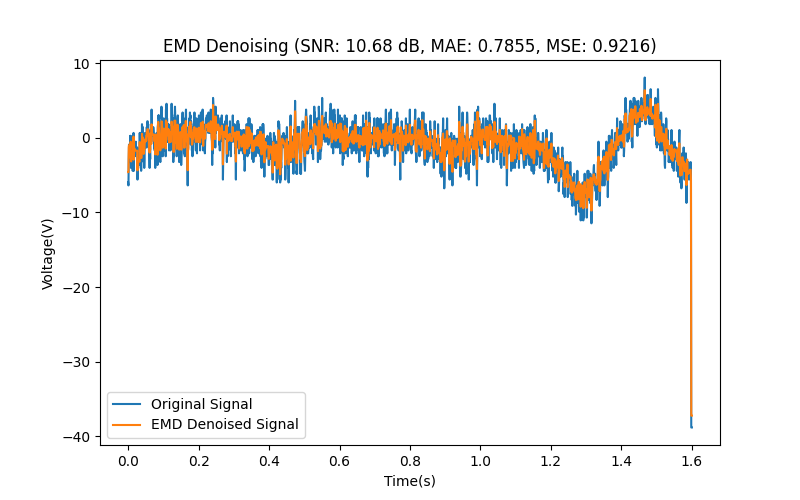 EMD Denoising (SNR: 10.68 dB, MAE: 0.7855, MSE: 0.9216)
10
0
−10
−20
−30
−40
Voltage(V)
Original Signal
EMD Denoised Signal
0.0 0.2 0.4 0.6 0.8 1.0 1.2 1.4 1.6
Time(s)